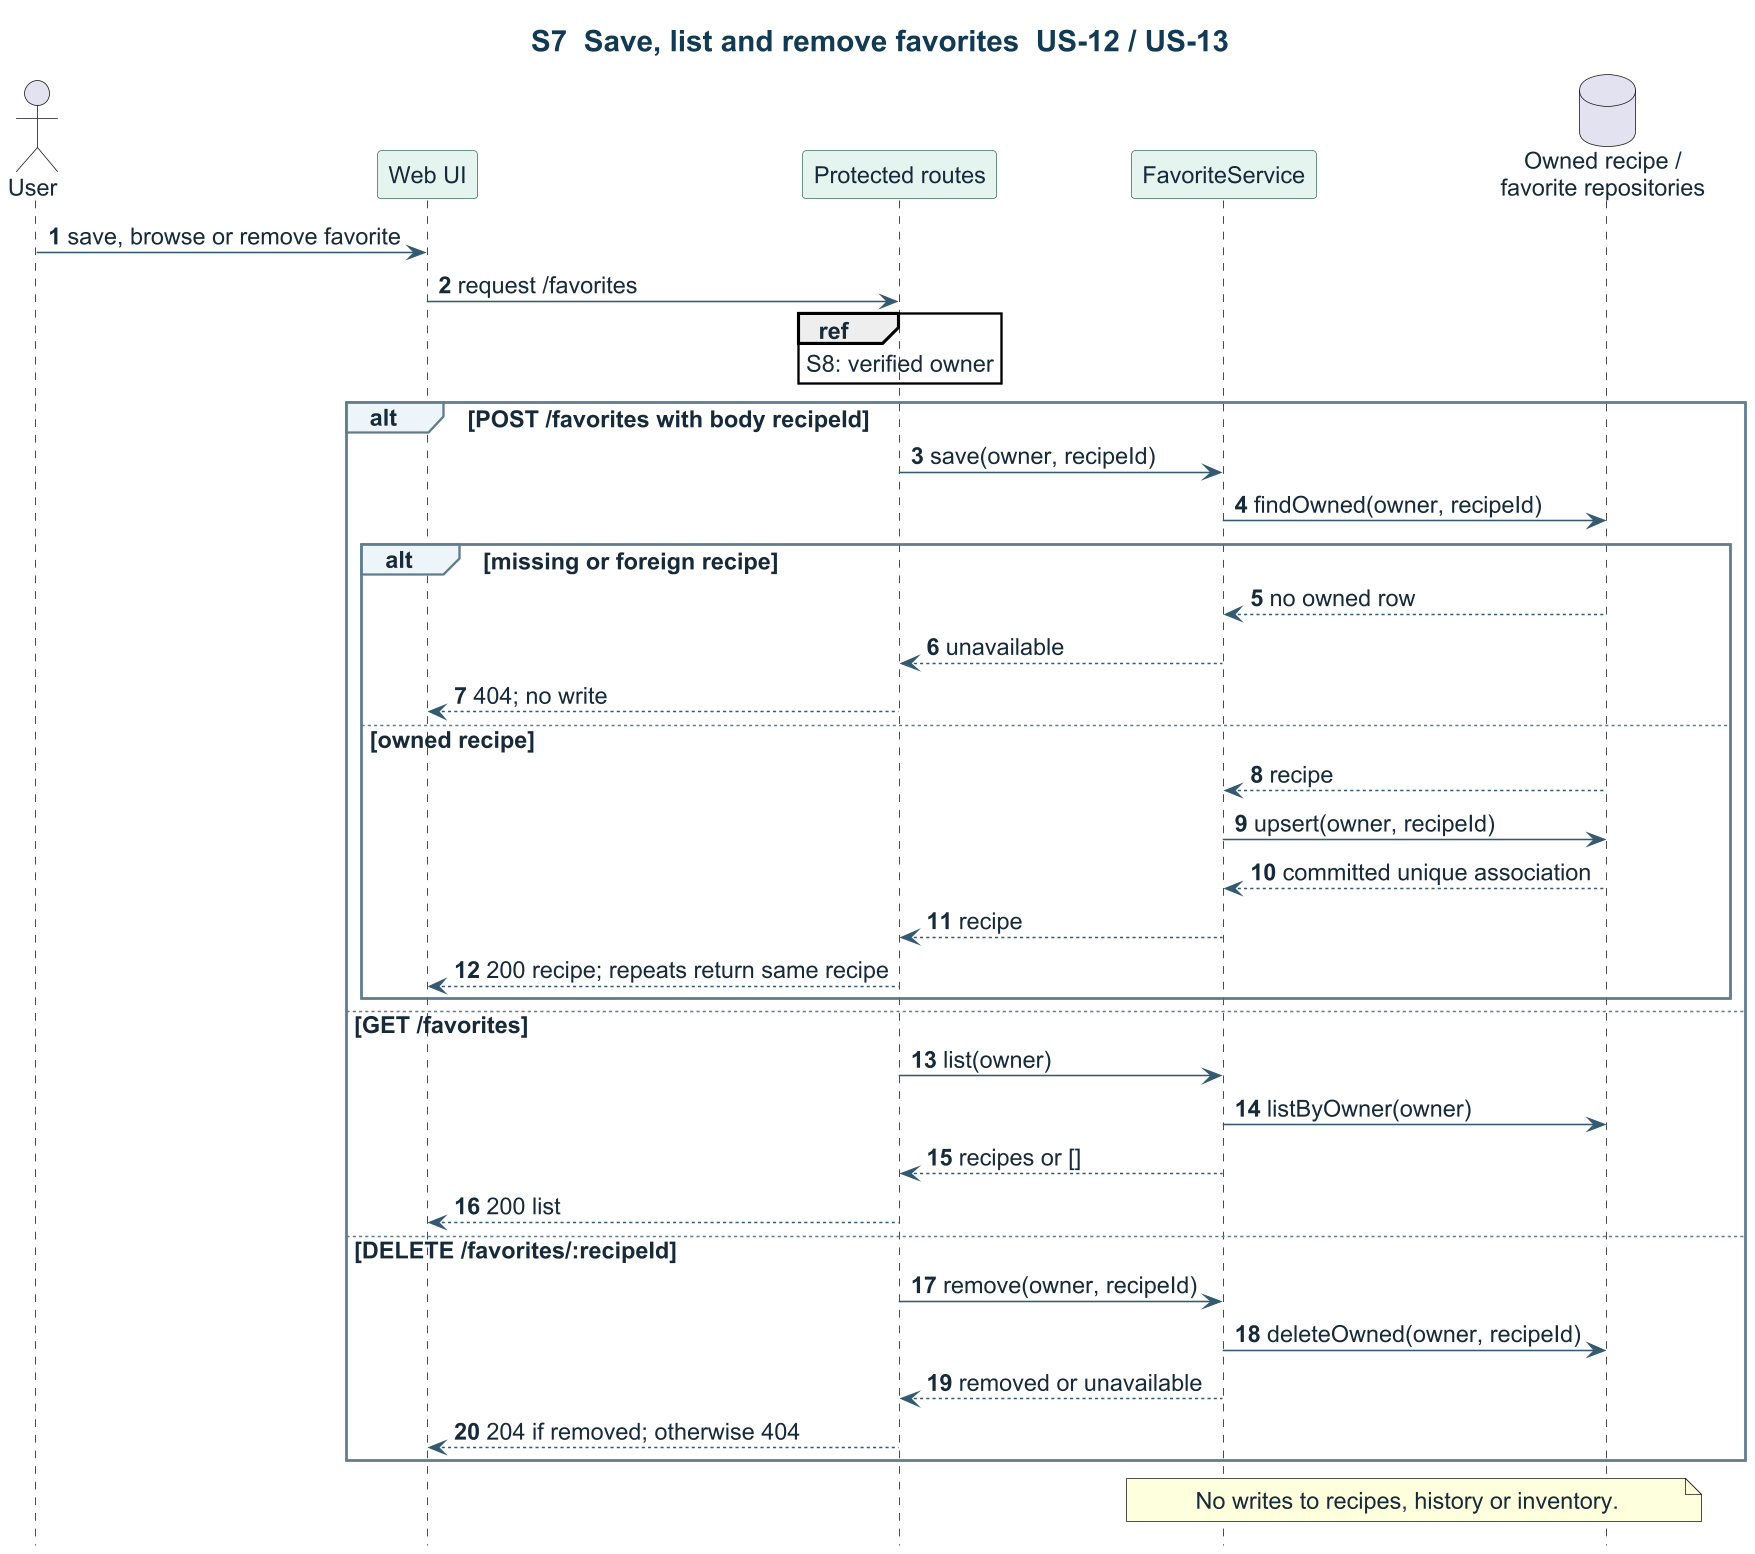 S7  Save, list and remove favorites  US-12 / US-13
User
Web UI
Protected routes
FavoriteService
Owned recipe /
favorite repositories
1 save, browse or remove favorite
2 request /favorites
ref
S8: verified owner
alt
[POST /favorites with body recipeId]
3 save(owner, recipeId)
4 findOwned(owner, recipeId)
alt
[missing or foreign recipe]
5 no owned row
6 unavailable
7 404; no write
[owned recipe]
8 recipe
9 upsert(owner, recipeId)
10 committed unique association
11 recipe
12 200 recipe; repeats return same recipe
[GET /favorites]
13 list(owner)
14 listByOwner(owner)
15 recipes or []
16 200 list
[DELETE /favorites/:recipeId]
17 remove(owner, recipeId)
18 deleteOwned(owner, recipeId)
19 removed or unavailable
20 204 if removed; otherwise 404
No writes to recipes, history or inventory.